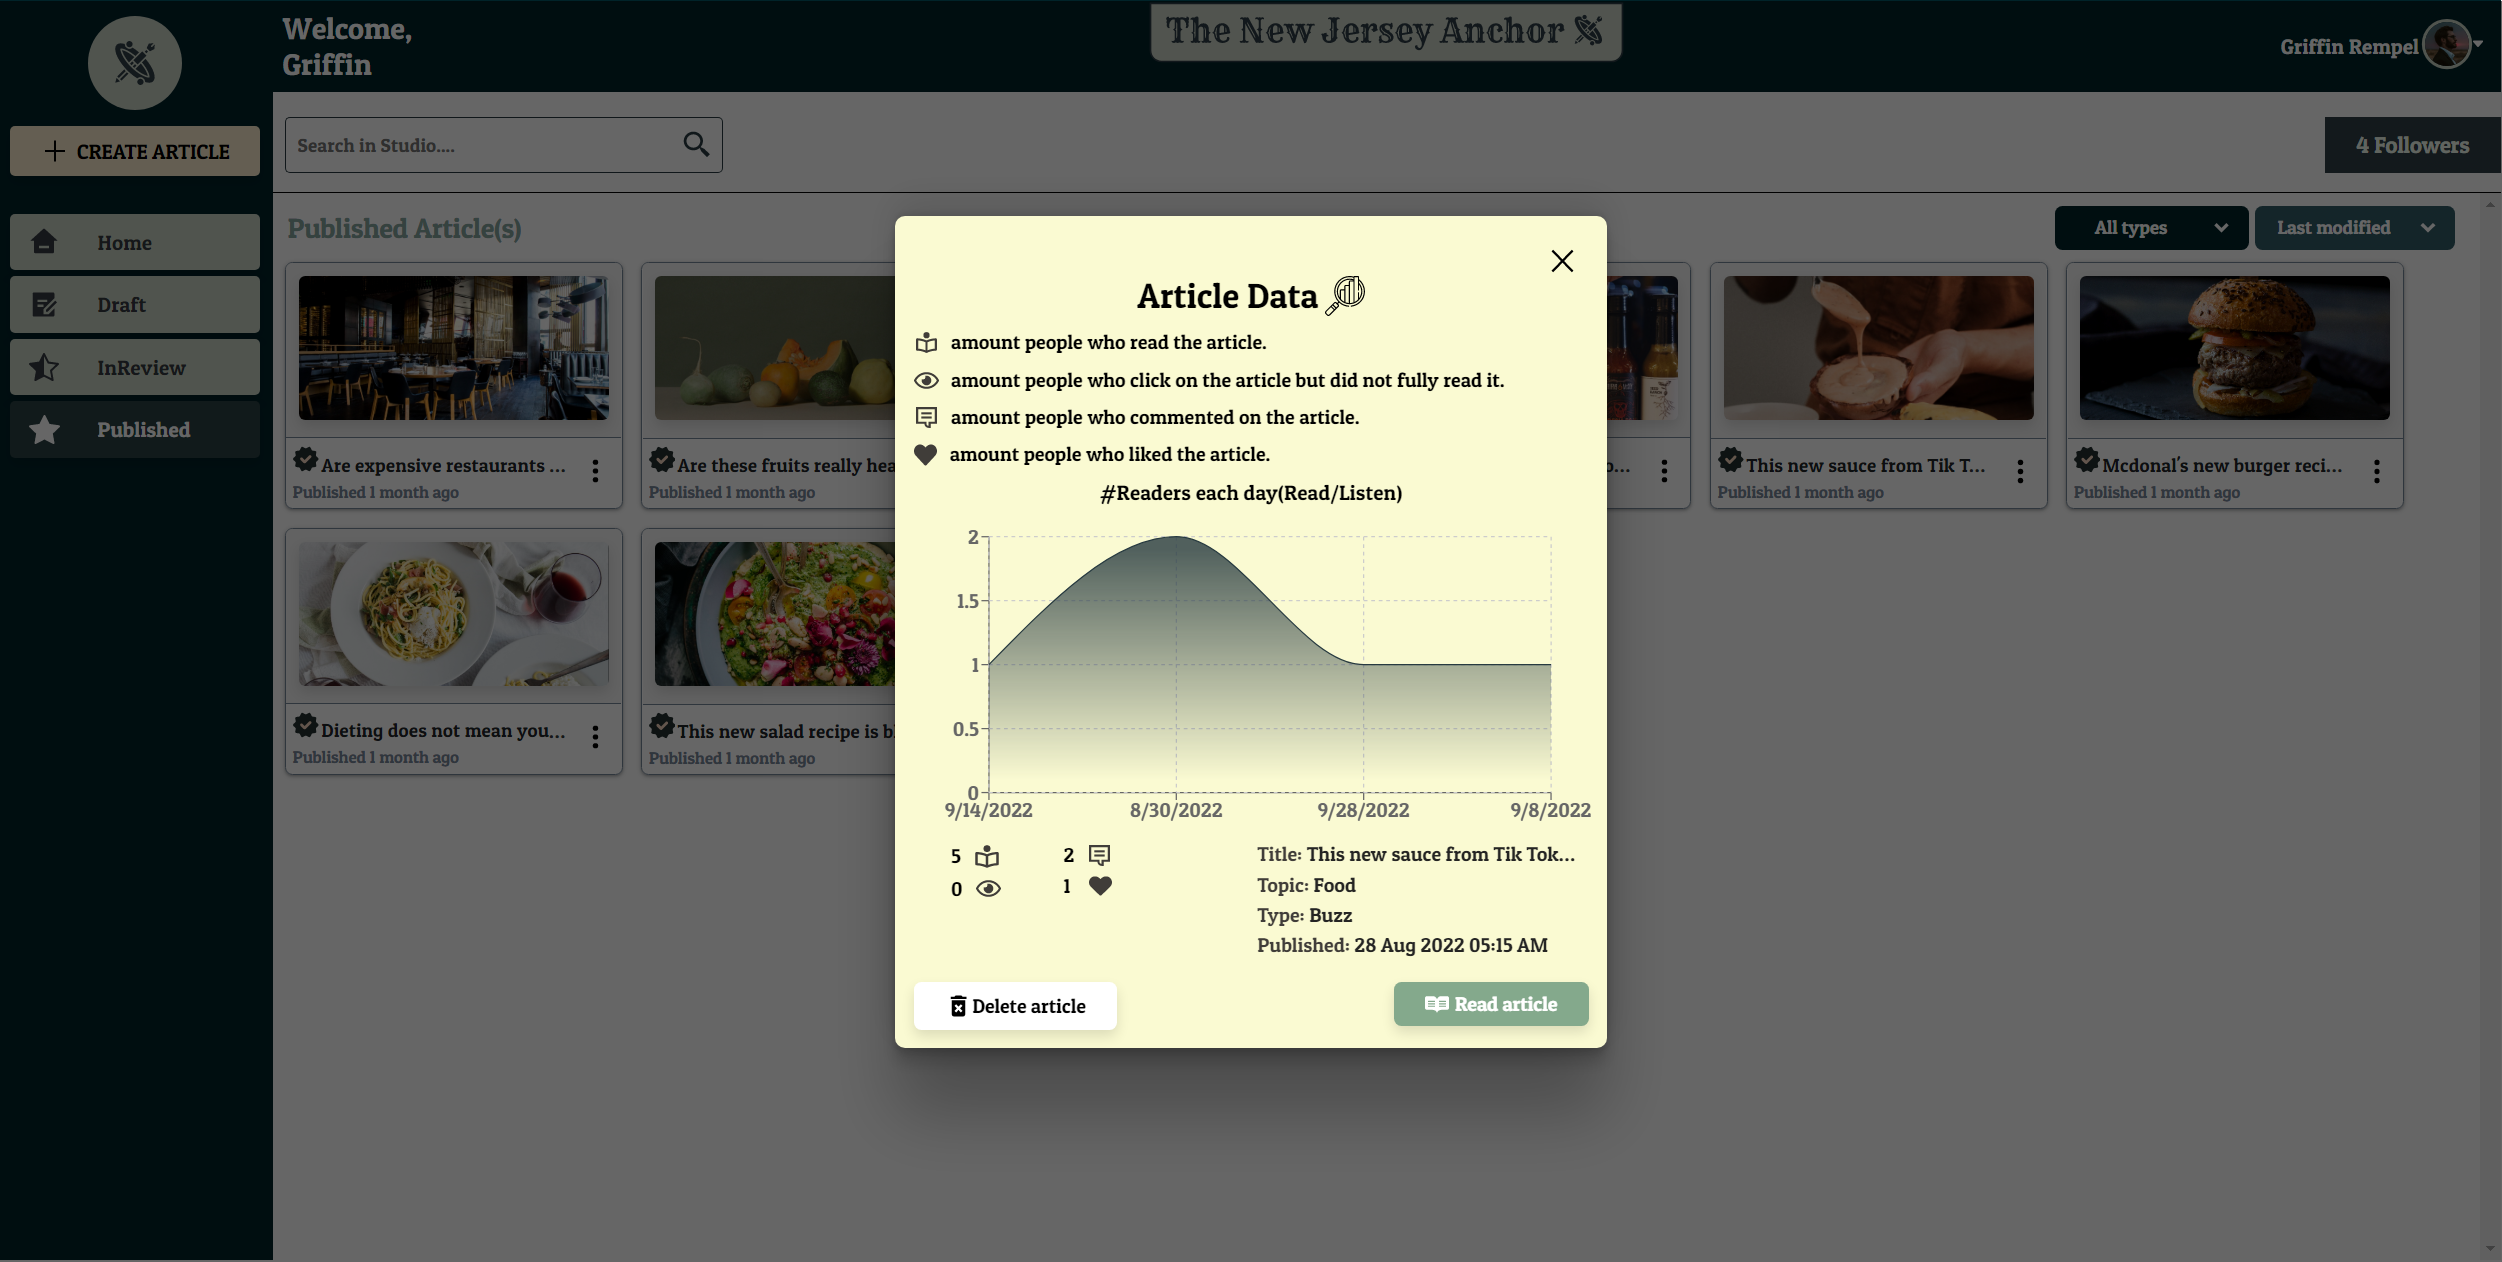 Welcome,
Griffin
The New Jersey Anchor
Griffin Rempel
CREATE ARTICLE
Search in Studio....
4 Followers
Home
Draft
InReview
Published
Published Article(s)
All types
Last modified
Are expensive restaurants ...
Published 1 month ago
Are these fruits really hea
Published 1 month ago
o...
This new sauce from Tik T...
Published 1 month ago
Mcdonal's new burger reci...
Published 1 month ago
Dieting does not mean you...
Published 1 month ago
This new salad recipe is b
Published 1 month ago
Article Data
amount people who read the article.
amount people who click on the article but did not fully read it.
amount people who commented on the article.
amount people who liked the article.
#Readers each day(Read/Listen)
2
1.5
1
0.5
0
9/14/2022 8/30/2022 9/28/2022 9/8/2022
5 2
0 1
Title: This new sauce from Tik Tok...
Topic: Food
Type: Buzz
Published: 28 Aug 2022 05:15 AM
Delete article
Read article